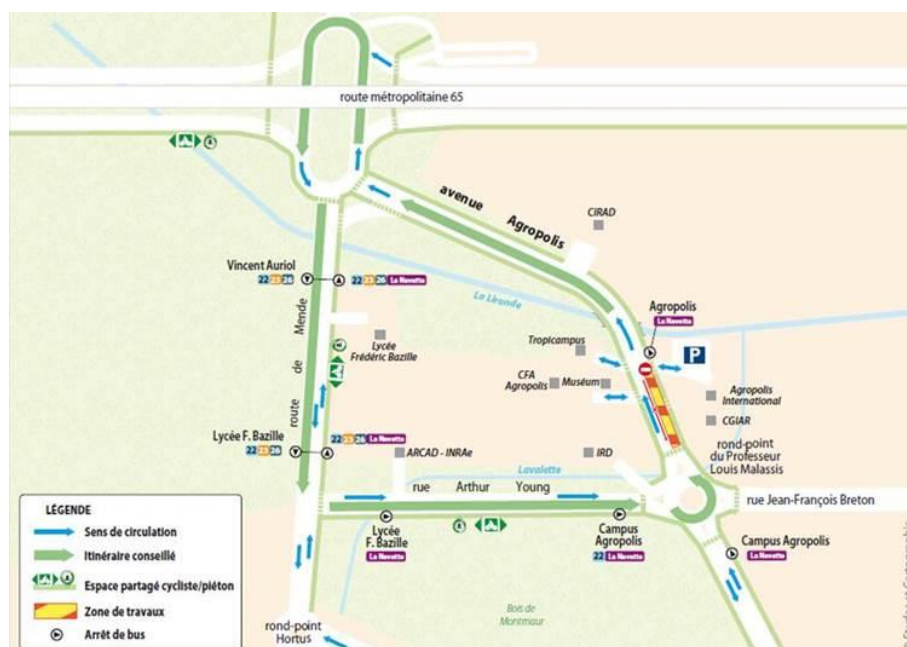 route métropolitaine 65
avenue Agropolis
CIRAD
Vincent Auriol
22 23 26
22 23 26 La Navette
La Lironde
Agropolis
La Navette
P
route de Mende
Lycée
Frédéric Bazille
Tropicampus
CFA
Agropolis
Muséum
Agropolis
International
CGIAR
Lycée F. Bazille
22 23 26
22 23 26 La Navette
ARCAD - INRAe
IRD
rond-point
du Professeur
Louis Malassis
Lavalette
rue Arthur Young
rue Jean-François Breton
Lycée
F. Bazille
La Navette
Campus
Agropolis
22 La Navette
Campus Agropolis
La Navette
Bois de
Montmaur
rond-point
Hortus
LÉGENDE
Sens de circulation
Itinéraire conseillé
Espace partagé cycliste/piéton
Zone de travaux
Arrêt de bus